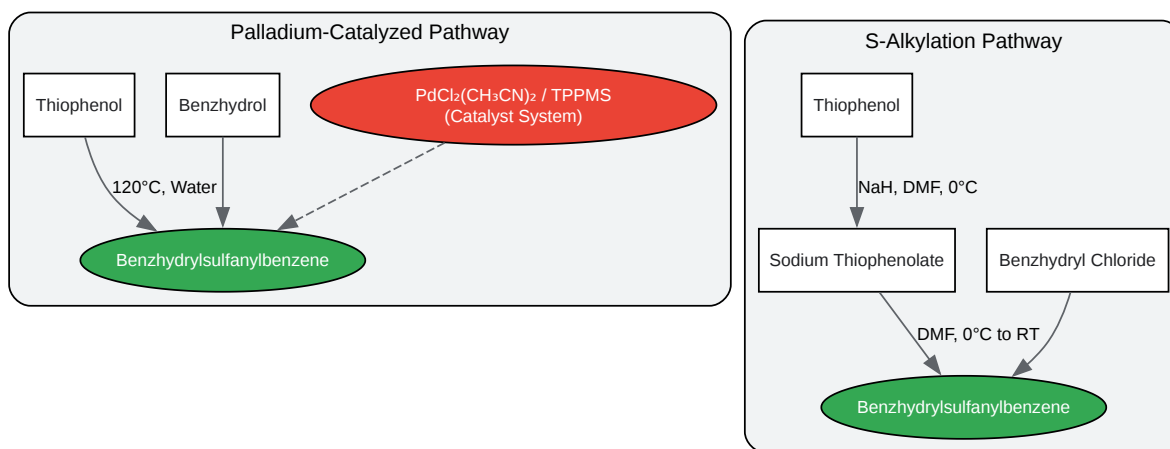 Palladium-Catalyzed Pathway
Thiophenol
Benzhydrol
PdCl₂(CH₃CN)₂ / TPPMS
(Catalyst System)
120°C, Water
Benzhydrylsulfanylbenzene
S-Alkylation Pathway
Thiophenol
NaH, DMF, 0°C
Sodium Thiophenolate
Benzhydryl Chloride
DMF, 0°C to RT
Benzhydrylsulfanylbenzene